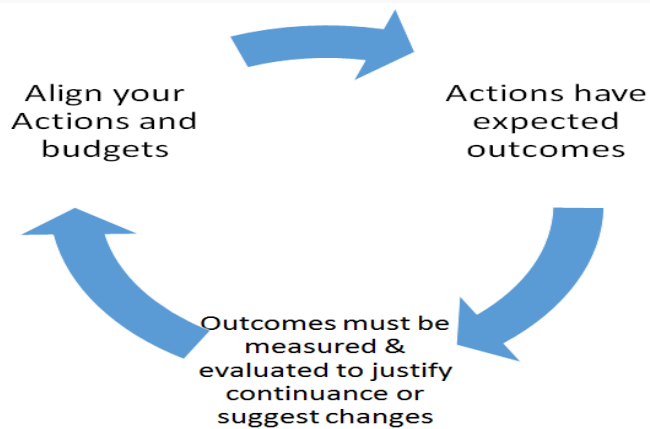 Align your
Actions and
budgets
Actions have
expected
outcomes
Outcomes must be
measured &
evaluated to justify
continuance or
suggest changes